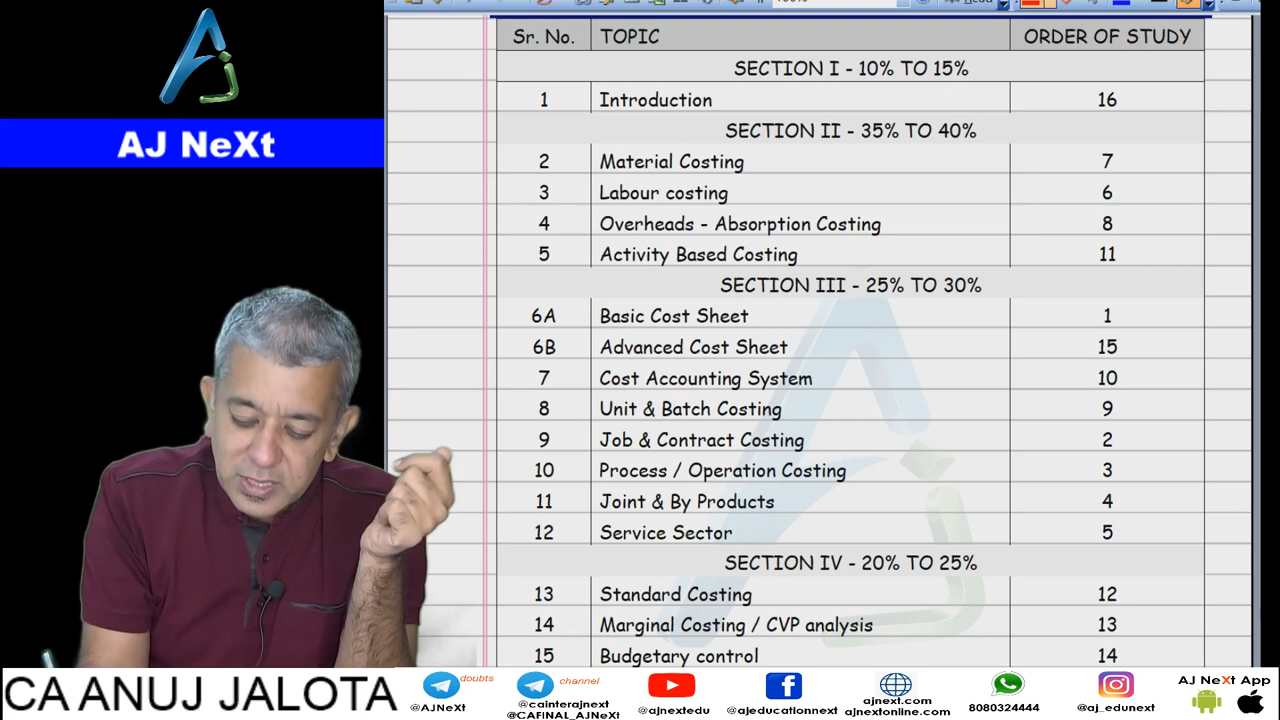 Sr. No. TOPIC ORDER OF STUDY
SECTION I - 10% TO 15%
1 Introduction 16
SECTION II - 35% TO 40%
2 Material Costing 7
3 Labour costing 6
4 Overheads - Absorption Costing 8
5 Activity Based Costing 11
SECTION III - 25% TO 30%
6A Basic Cost Sheet 1
6B Advanced Cost Sheet 15
7 Cost Accounting System 10
8 Unit & Batch Costing 9
9 Job & Contract Costing 2
10 Process / Operation Costing 3
11 Joint & By Products 4
12 Service Sector 5
SECTION IV - 20% TO 25%
13 Standard Costing 12
14 Marginal Costing / CVP analysis 13
15 Budgetary control 14
AJ NeXt
CA ANUJ JALOTA
doubts
@AJNeXt
channel
@cainterajnext
@CAFINAL_AJNeXt
@ajnextedu
@ajeducationnext
ajnext.com
ajnextonline.com
8080324444
@aj_edunext
AJ NeXt App